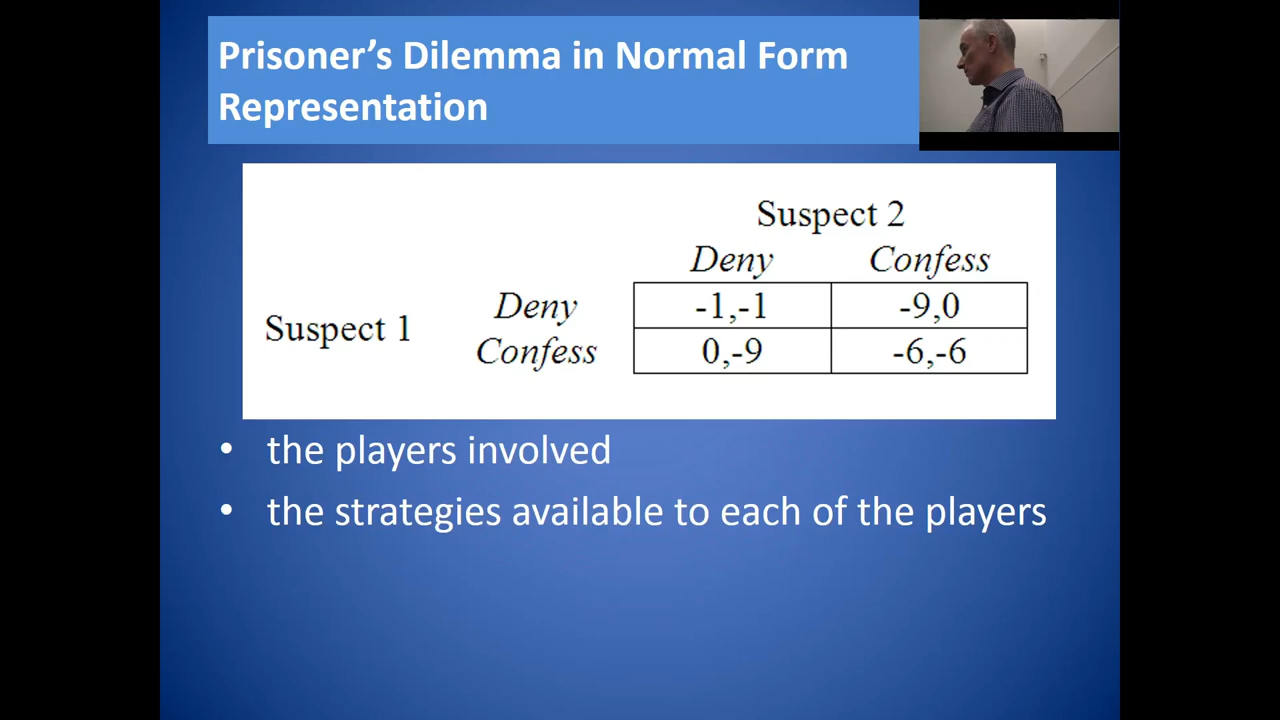 Prisoner’s Dilemma in Normal Form
Representation
Suspect 2
Deny Confess
Suspect 1
Deny -1,-1 -9,0
Confess 0,-9 -6,-6
• the players involved
• the strategies available to each of the players